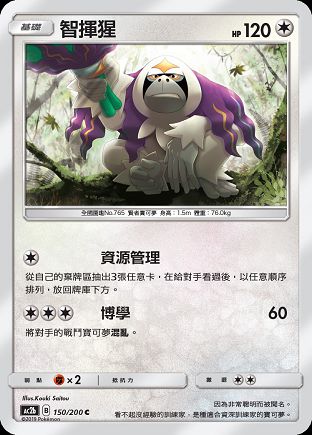 基礎 智揮猩 HP 120
全國圖鑑No.765 賢者寶可夢 身高：1.5m 體重：76.0kg
資源管理
從自己的棄牌區抽出3張任意卡，在給對手看過後，以任意順序
排列，放回牌庫下方。
博學 60
將對手的戰鬥寶可夢混亂。
弱點 ×2 抵抗力 撤退
Illus.Kouki Saitou
AC2b B 150/200 C
©2019 Pokémon
因為非常聰明而被說因
看不起沒經驗的訓練家，是種適合資深訓練家的寶可夢。